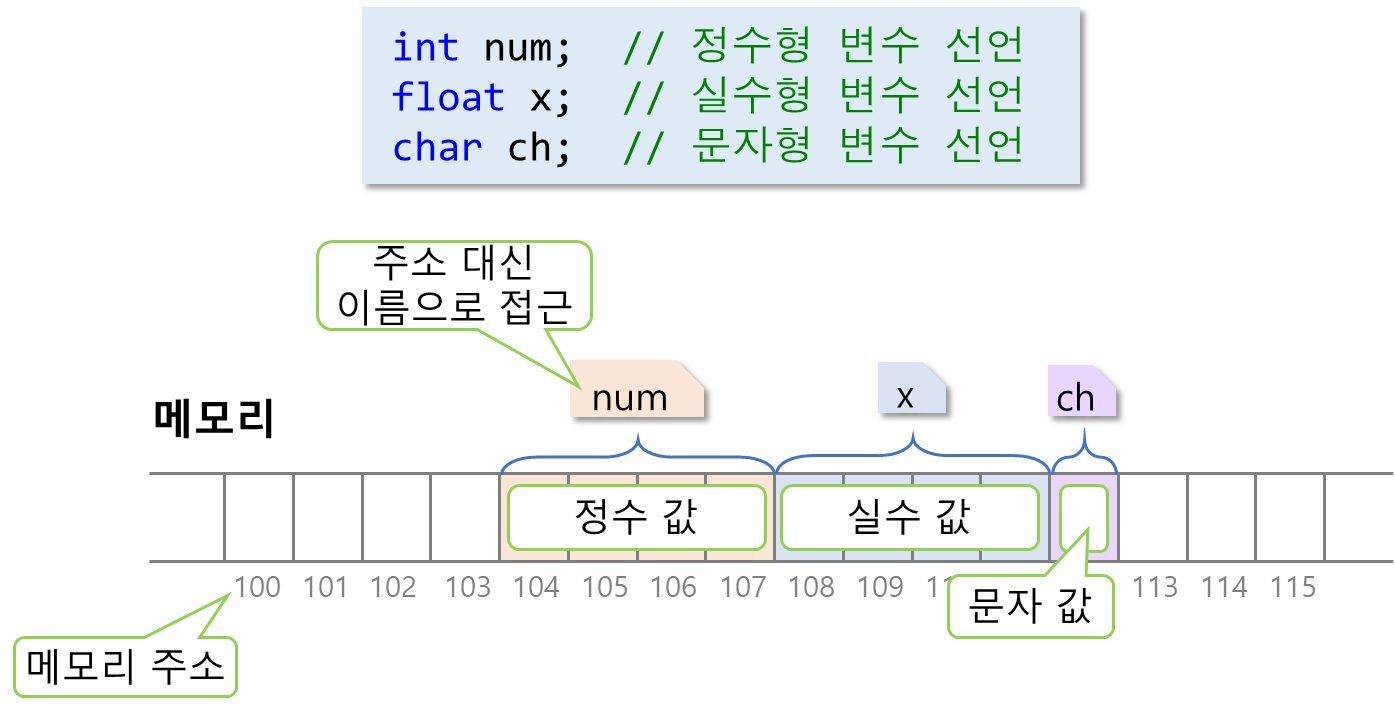 int num;  // 정수형 변수 선언
float x;  // 실수형 변수 선언
char ch;  // 문자형 변수 선언
주소 대신
이름으로 접근
num
x
ch
메모리
정수 값
실수 값
100 101 102 103 104 105 106 107 108 109 113 114 115
문자 값
메모리 주소